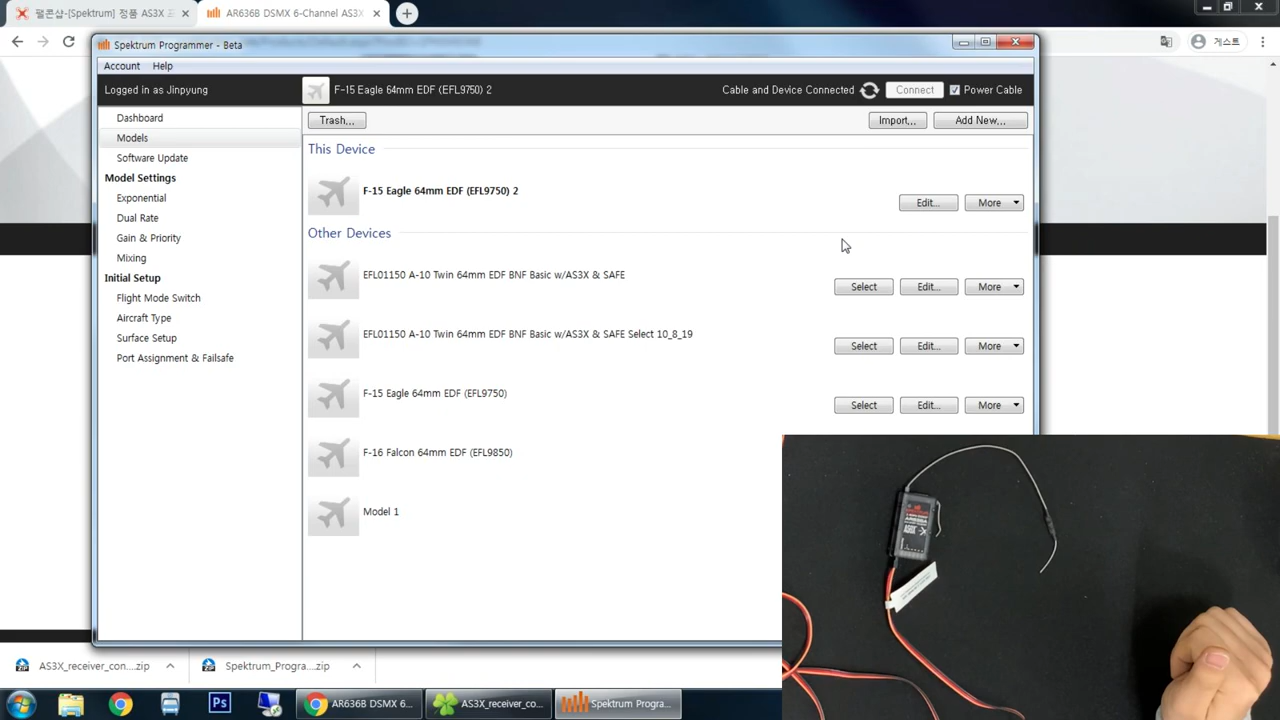 팰콘샵-[Spektrum] 정품 AS3X 프
AR636B DSMX 6-Channel AS3X
게스트
Spektrum Programmer - Beta
Account Help
Logged in as Jinpyung
F-15 Eagle 64mm EDF (EFL9750) 2
Cable and Device Connected
Connect
Power Cable
Dashboard
Models
Software Update
Model Settings
Exponential
Dual Rate
Gain & Priority
Mixing
Initial Setup
Flight Mode Switch
Aircraft Type
Surface Setup
Port Assignment & Failsafe
Trash...
Import...
Add New...
This Device
F-15 Eagle 64mm EDF (EFL9750) 2
Edit...
More
Other Devices
EFL01150 A-10 Twin 64mm EDF BNF Basic w/AS3X & SAFE
Select
Edit...
More
EFL01150 A-10 Twin 64mm EDF BNF Basic w/AS3X & SAFE Select 10_8_19
Select
Edit...
More
F-15 Eagle 64mm EDF (EFL9750)
Select
Edit...
More
F-16 Falcon 64mm EDF (EFL9850)
Model 1
AS3X_receiver_con....zip
Spektrum_Progra....zip
Ps
AR636B DSMX 6...
AS3X_receiver_co...
Spektrum Progra...